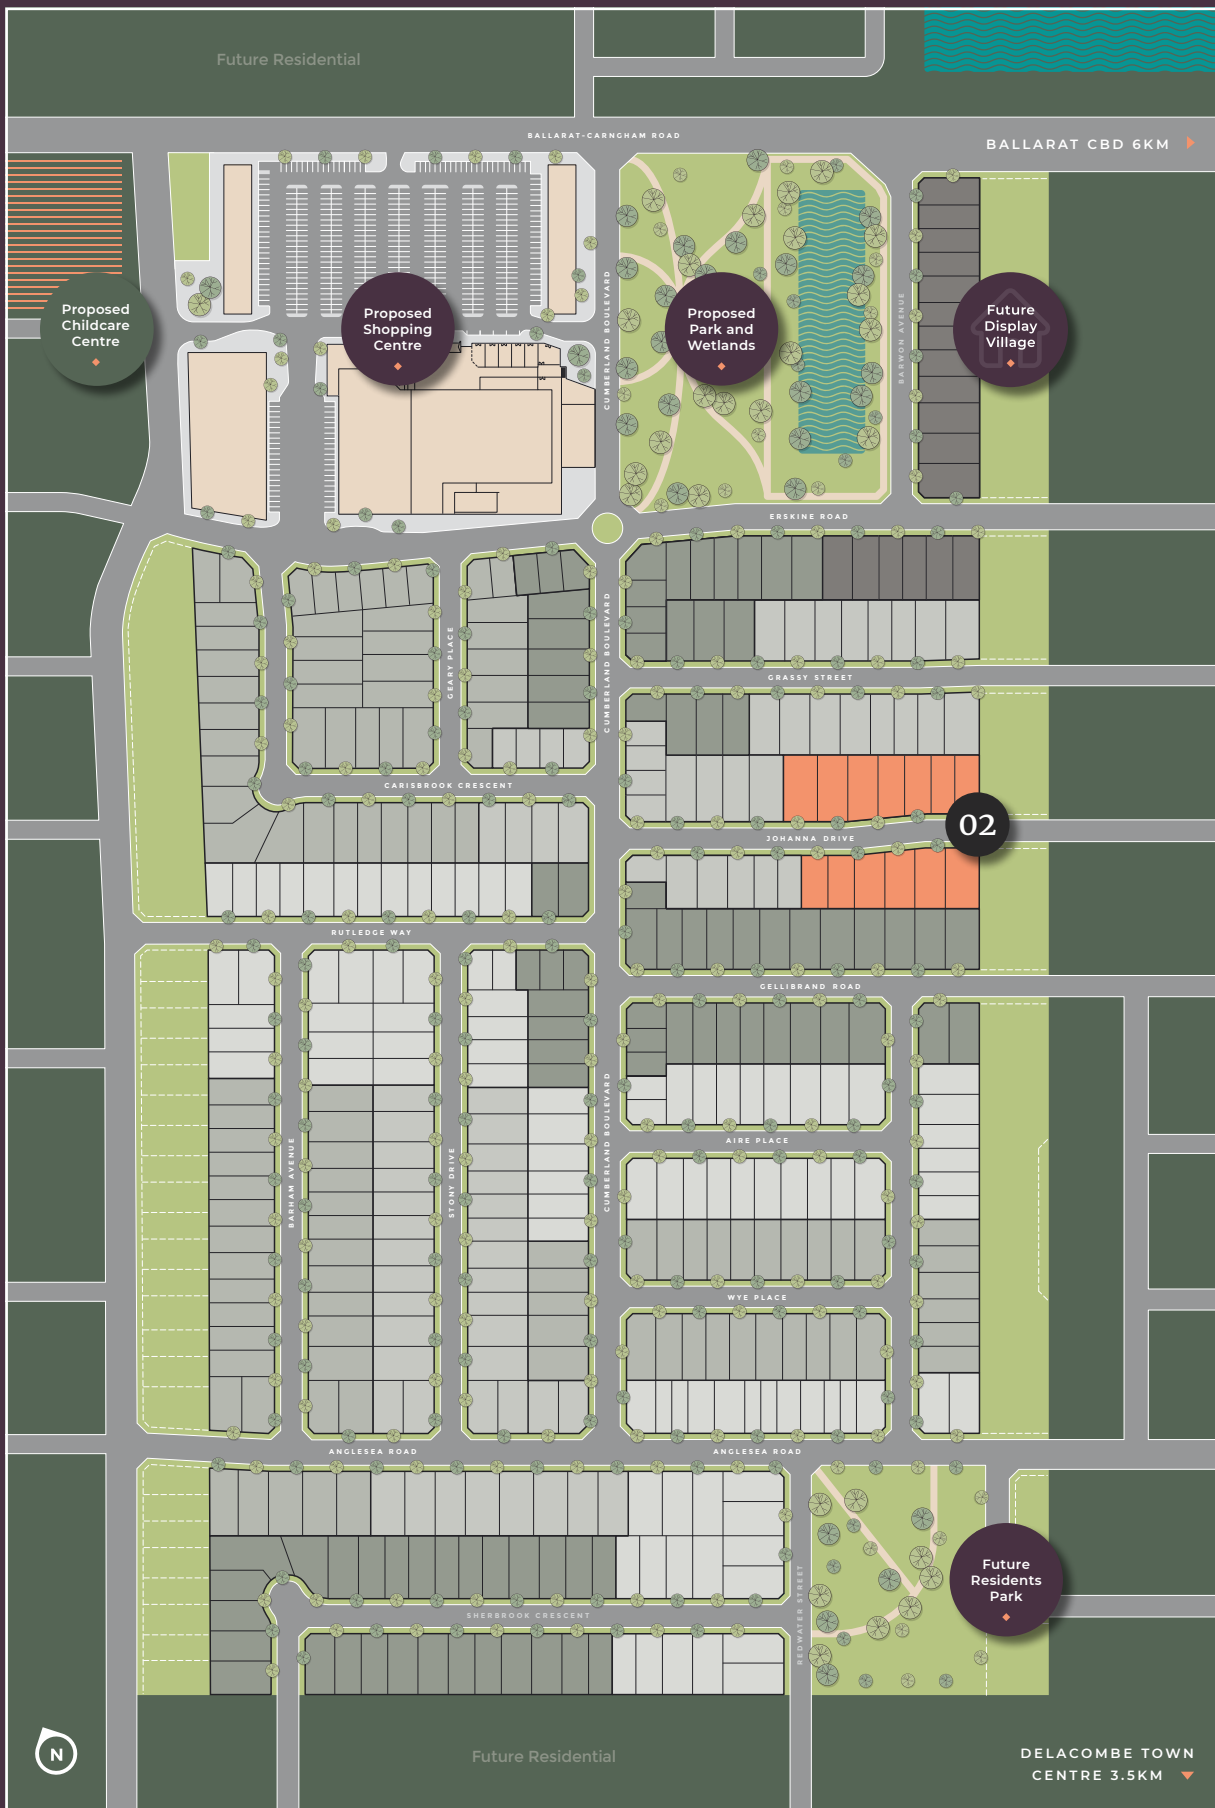 Future Residential
BALLARAT-CARNGHAM ROAD
BALLARAT CBD 6KM
Proposed
Childcare
Centre
Proposed
Shopping
Centre
CUMBERLAND BOULEVARD
Proposed
Park and
Wetlands
BARWON AVENUE
Future
Display
Village
ERSKINE ROAD
GEARY PLACE
CUMBERLAND BOULEVARD
GRASSY STREET
CARISBROOK CRESCENT
02
JOHANNA DRIVE
RUTLEDGE WAY
GELLIBRAND ROAD
BARHAM AVENUE
STONY DRIVE
CUMBERLAND BOULEVARD
AIRE PLACE
WYE PLACE
ANGLESEA ROAD
ANGLESEA ROAD
REDWATER STREET
Future
Residents
Park
SHERBROOK CRESCENT
N
Future Residential
DELACOMBE TOWN
CENTRE 3.5KM